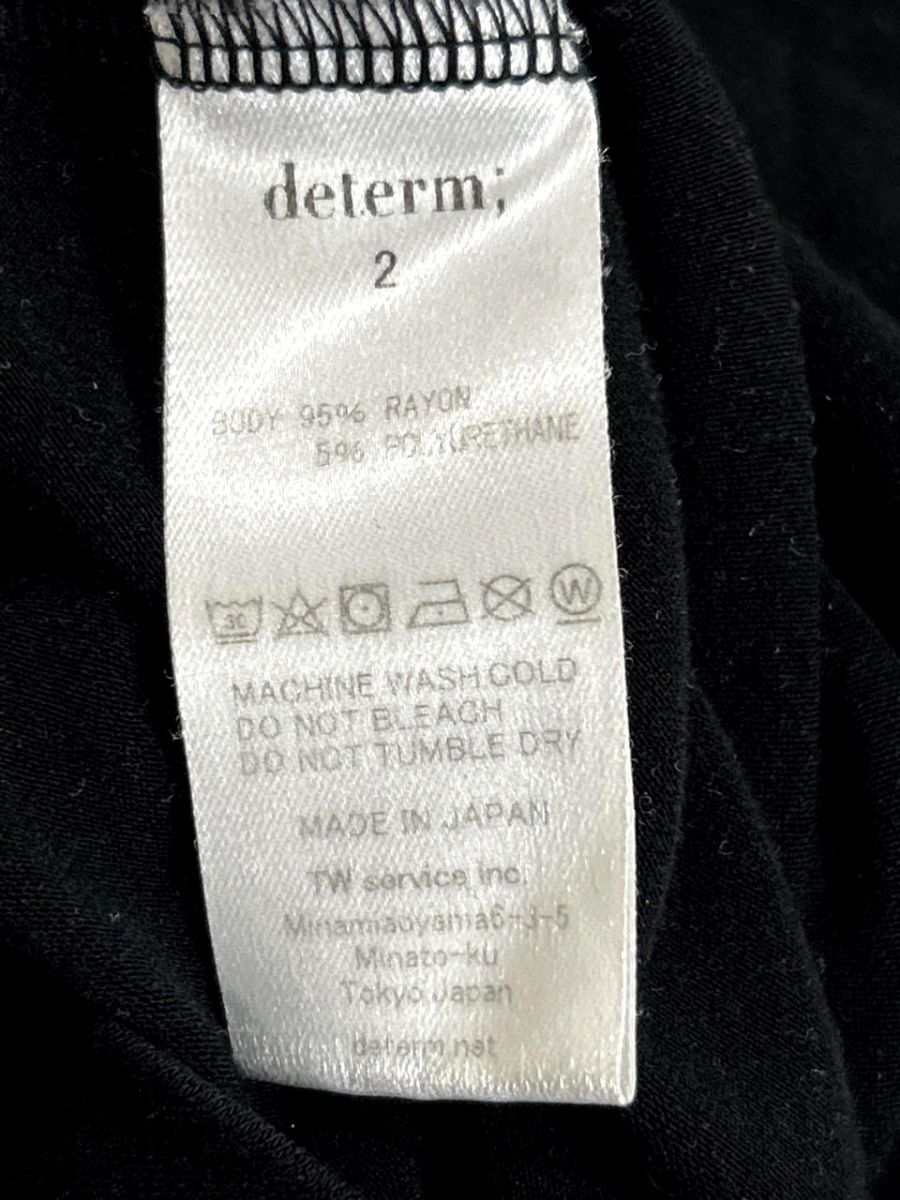 determ;
2
BODY 95% RAYON
5% POLYURETHANE
30 W
MACHINE WASH COLD
DO NOT BLEACH
DO NOT TUMBLE DRY
MADE IN JAPAN
TW service inc.
Minamiaoyama6-3-5
Minato-ku
Tokyo Japan
determ.net